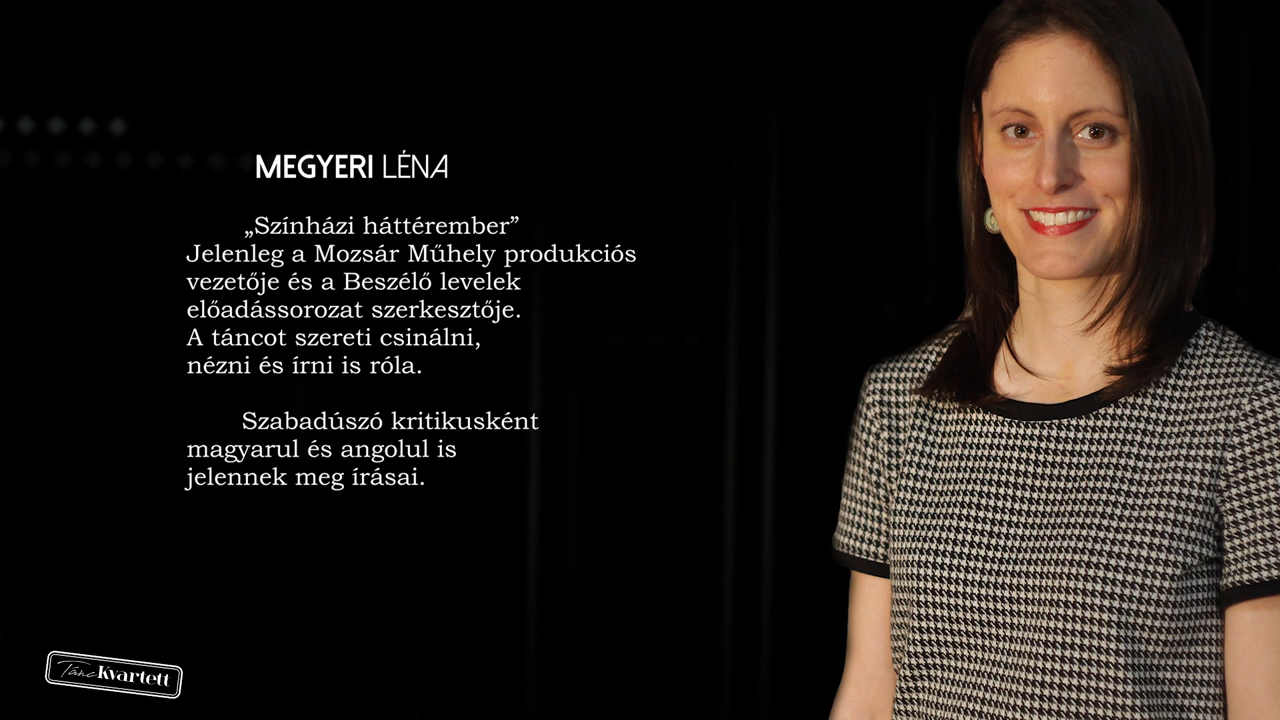 MEGYERI LÉNA
„Színházi háttérember”
Jelenleg a Mozsár Műhely produkciós
vezetője és a Beszélő levelek
előadássorozat szerkesztője.
A táncot szereti csinálni,
nézni és írni is róla.
Szabadúszó kritikusként
magyarul és angolul is
jelennek meg írásai.
TáncKvartett